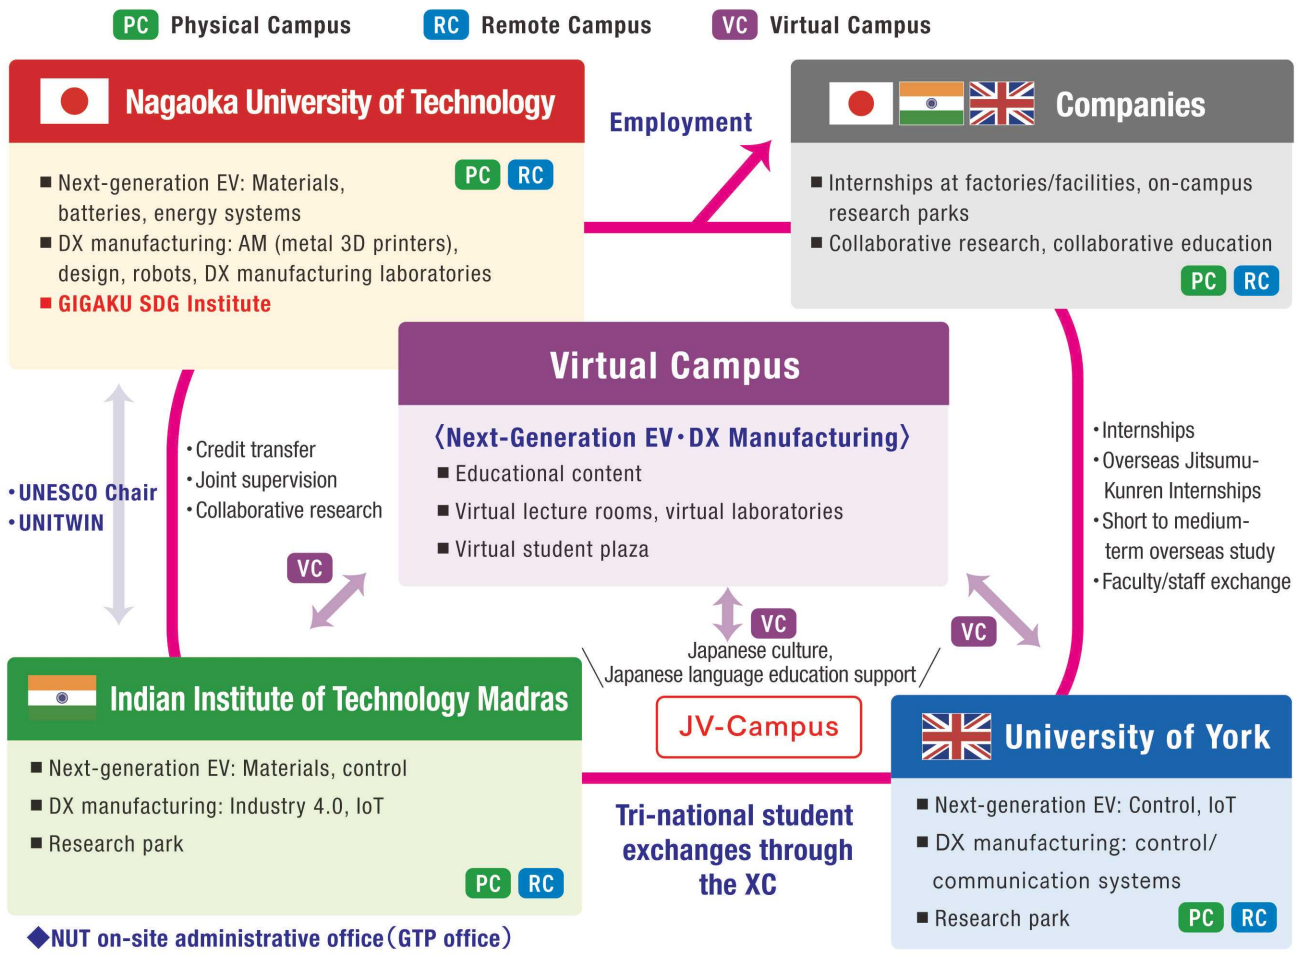 PC Physical Campus
RC Remote Campus
VC Virtual Campus
Nagaoka University of Technology
PC RC
■ Next-generation EV: Materials,
batteries, energy systems
■ DX manufacturing: AM (metal 3D printers),
design, robots, DX manufacturing laboratories
■ GIGAKU SDG Institute
Employment
Companies
■ Internships at factories/facilities, on-campus
research parks
■ Collaborative research, collaborative education
PC RC
Virtual Campus
〈Next-Generation EV・DX Manufacturing〉
■ Educational content
■ Virtual lecture rooms, virtual laboratories
■ Virtual student plaza
・UNESCO Chair
・UNITWIN
・Credit transfer
・Joint supervision
・Collaborative research
VC
・Internships
・Overseas Jitsumu-
Kunren Internships
・Short to medium-
term overseas study
・Faculty/staff exchange
VC
VC
Japanese culture,
Japanese language education support
JV-Campus
Indian Institute of Technology Madras
■ Next-generation EV: Materials, control
■ DX manufacturing: Industry 4.0, IoT
■ Research park
PC RC
◆NUT on-site administrative office（GTP office）
Tri-national student
exchanges through
the XC
University of York
■ Next-generation EV: Control, IoT
■ DX manufacturing: control/
communication systems
■ Research park
PC RC